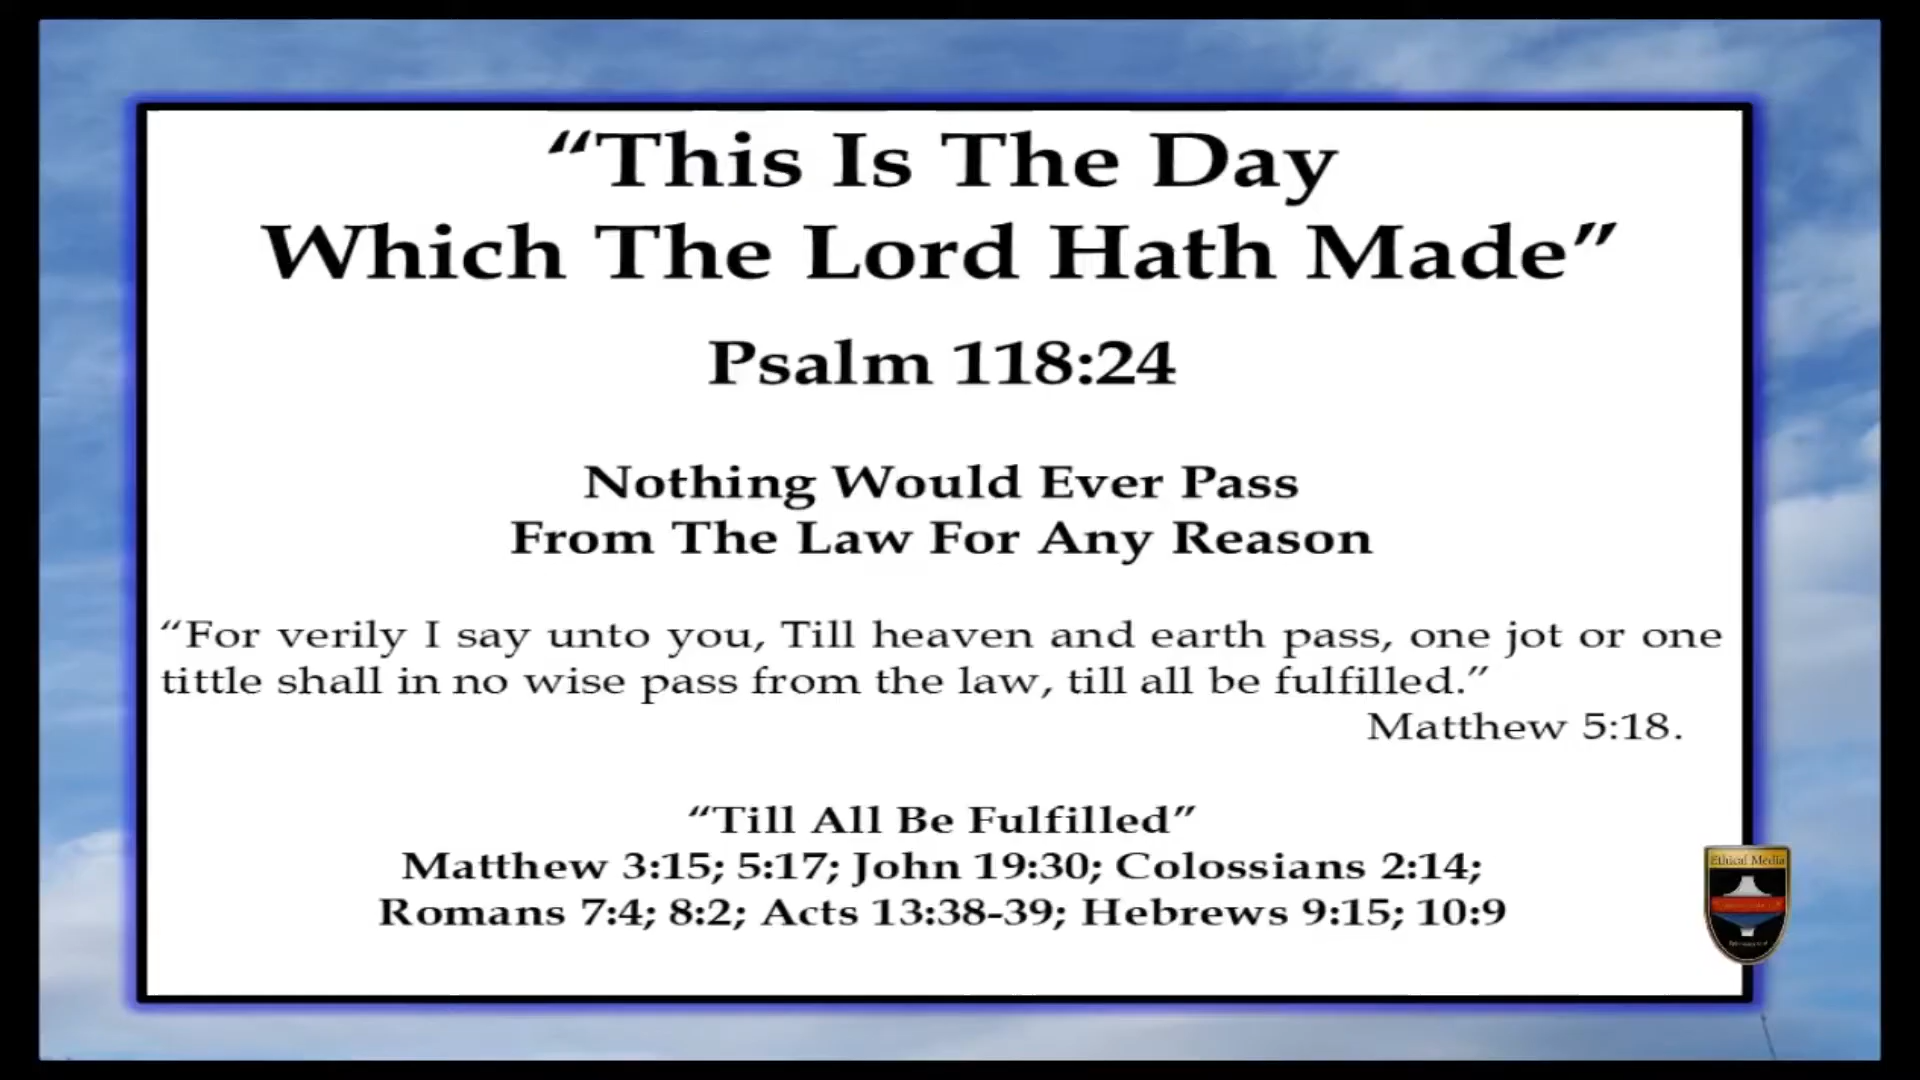 “This Is The Day
Which The Lord Hath Made”
Psalm 118:24
Nothing Would Ever Pass
From The Law For Any Reason
“For verily I say unto you, Till heaven and earth pass, one jot or one
tittle shall in no wise pass from the law, till all be fulfilled.”
Matthew 5:18.
“Till All Be Fulfilled”
Matthew 3:15; 5:17; John 19:30; Colossians 2:14;
Romans 7:4; 8:2; Acts 13:38-39; Hebrews 9:15; 10:9
Ethical Media